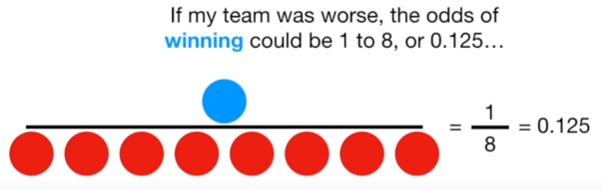 If my team was worse, the odds of
winning could be 1 to 8, or 0.125...
= 1/8 = 0.125